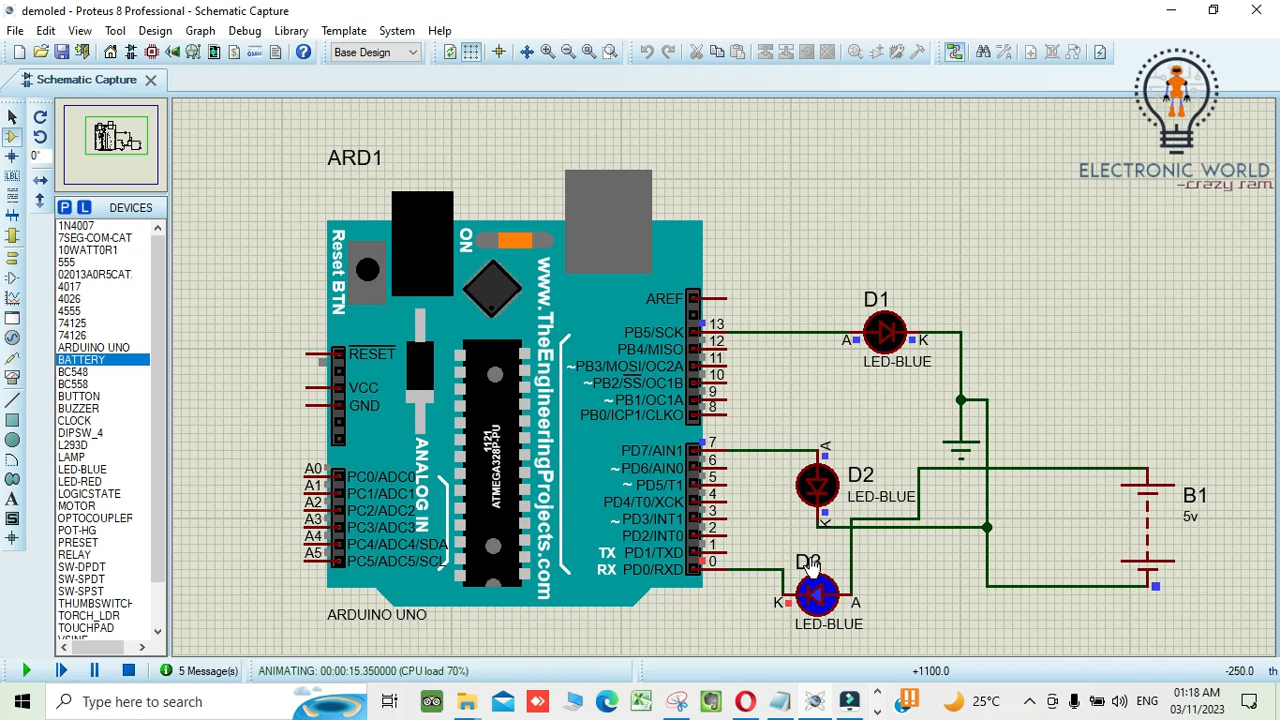 demoled - Proteus 8 Professional - Schematic Capture
File Edit View Tool Design Graph Debug Library Template System Help
Base Design
Schematic Capture
ELECTRONIC WORLD
-crazy ram
0°
P L DEVICES
1N4007
7SEG-COM-CAT
10WATT0R1
555
02013A0R5CAT.
4017
4026
4555
74125
74126
ARDUINO UNO
BATTERY
BC548
BC558
BUTTON
BUZZER
CLOCK
DIPSW_4
L293D
LAMP
LED-BLUE
LED-RED
LOGICSTATE
MOTOR
OPTOCOUPLER
POT-HG
PRESET
RELAY
SW-DPDT
SW-SPDT
SW-SPST
THUMBSWITCH
TORCH_LDR
TOUCHPAD
VSINE
ARD1
Reset BTN
ON
www.TheEngineeringProjects.com
AREF
PB5/SCK 13
PB4/MISO 12
~PB3/MOSI/OC2A 11
~PB2/SS/OC1B 10
~PB1/OC1A 9
PB0/ICP1/CLKO 8
PD7/AIN1 7
~PD6/AIN0 6
~PD5/T1 5
PD4/T0/XCK 4
~PD3/INT1 3
PD2/INT0 2
TX PD1/TXD 1
RX PD0/RXD 0
RESET
VCC
GND
ANALOG IN
A0 PC0/ADC0
A1 PC1/ADC1
A2 PC2/ADC2
A3 PC3/ADC3
A4 PC4/ADC4/SDA
A5 PC5/ADC5/SCL
1121
ATMEGA328P-PU
ARDUINO UNO
D1
A K
LED-BLUE
A
D2
LED-BLUE
K
D3
K A
LED-BLUE
B1
5v
5 Message(s) ANIMATING: 00:00:15.350000 (CPU load 70%) +1100.0 -250.0
Type here to search
25°C
ENG
01:18 AM
03/11/2023